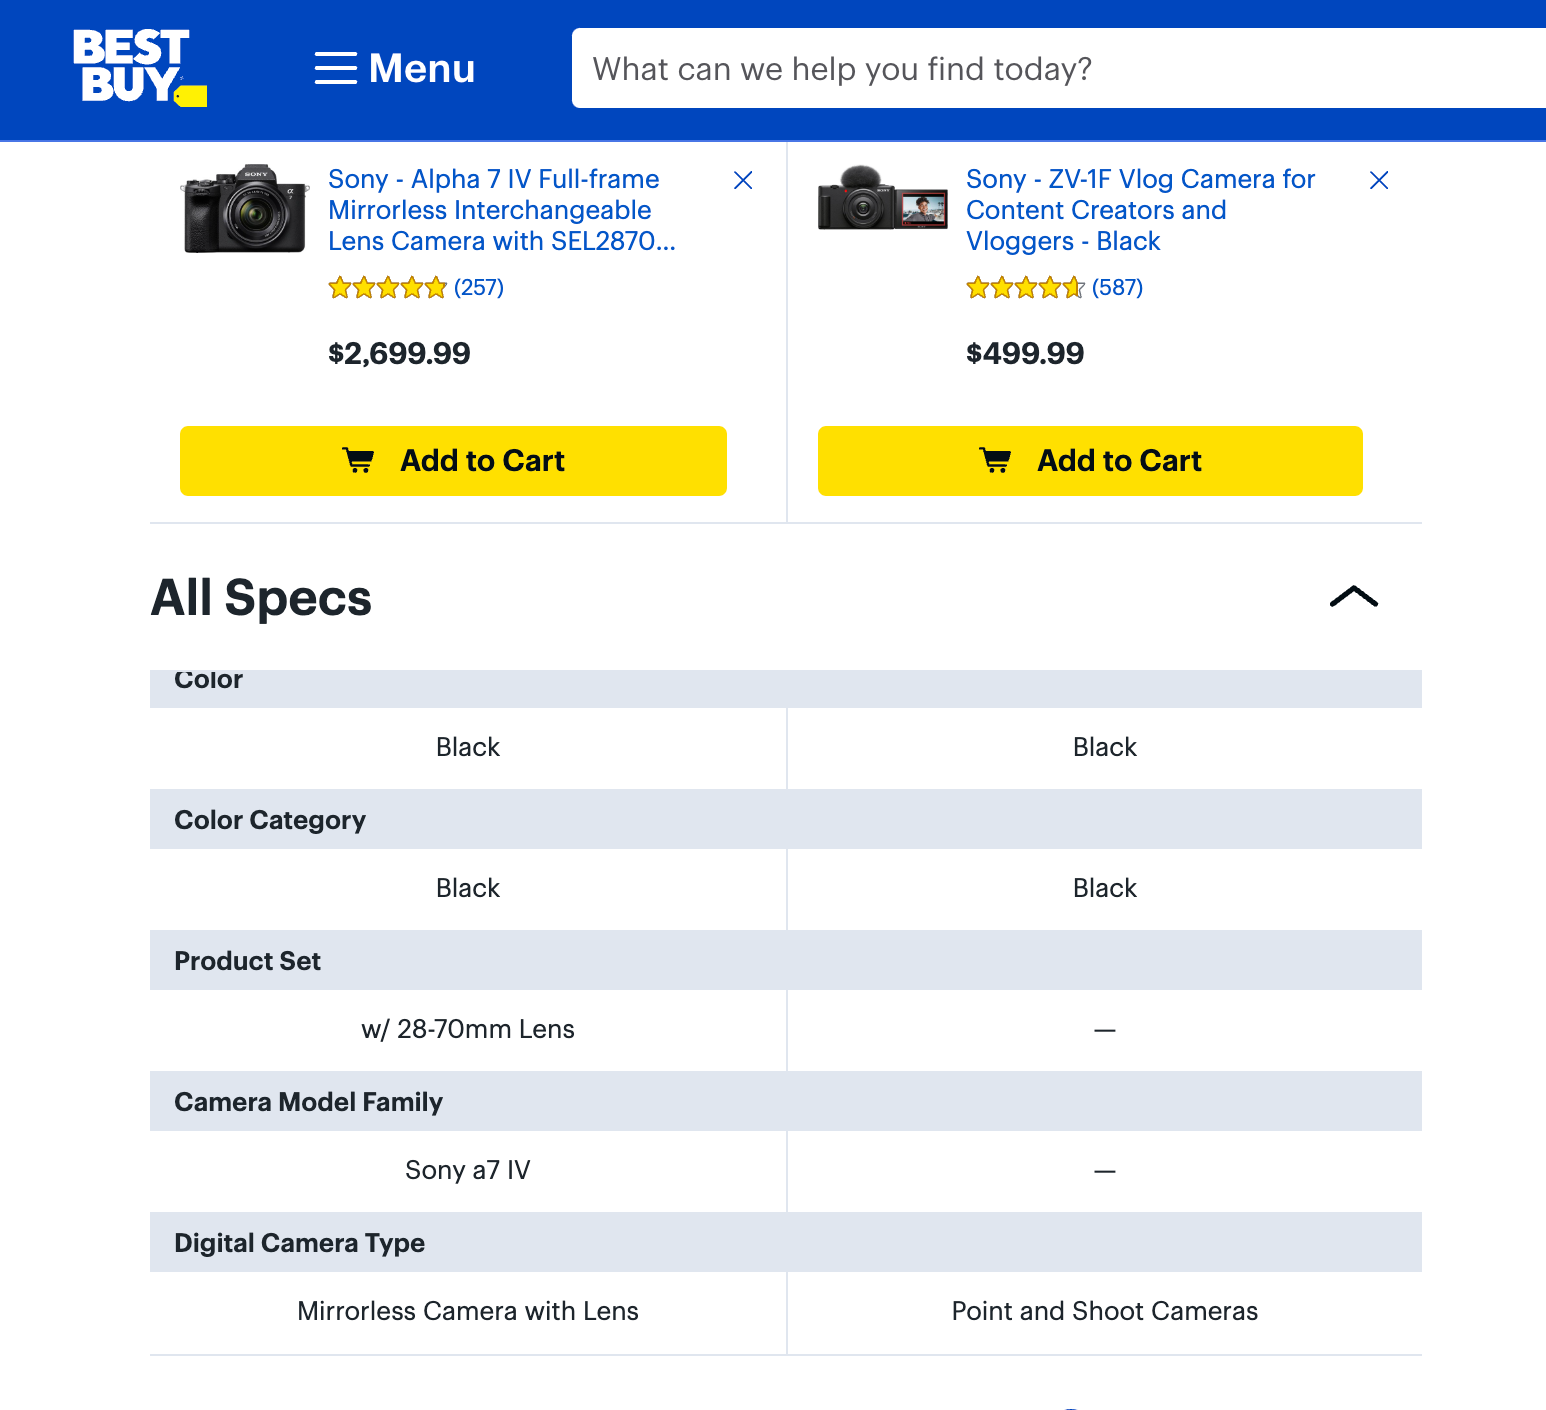 BEST
BUY
Menu
What can we help you find today?
Sony - Alpha 7 IV Full-frame
Mirrorless Interchangeable
Lens Camera with SEL2870...
(257)
$2,699.99
Add to Cart
Sony - ZV-1F Vlog Camera for
Content Creators and
Vloggers - Black
(587)
$499.99
Add to Cart
All Specs
Color
Black
Black
Color Category
Black
Black
Product Set
w/ 28-70mm Lens
—
Camera Model Family
Sony a7 IV
—
Digital Camera Type
Mirrorless Camera with Lens
Point and Shoot Cameras